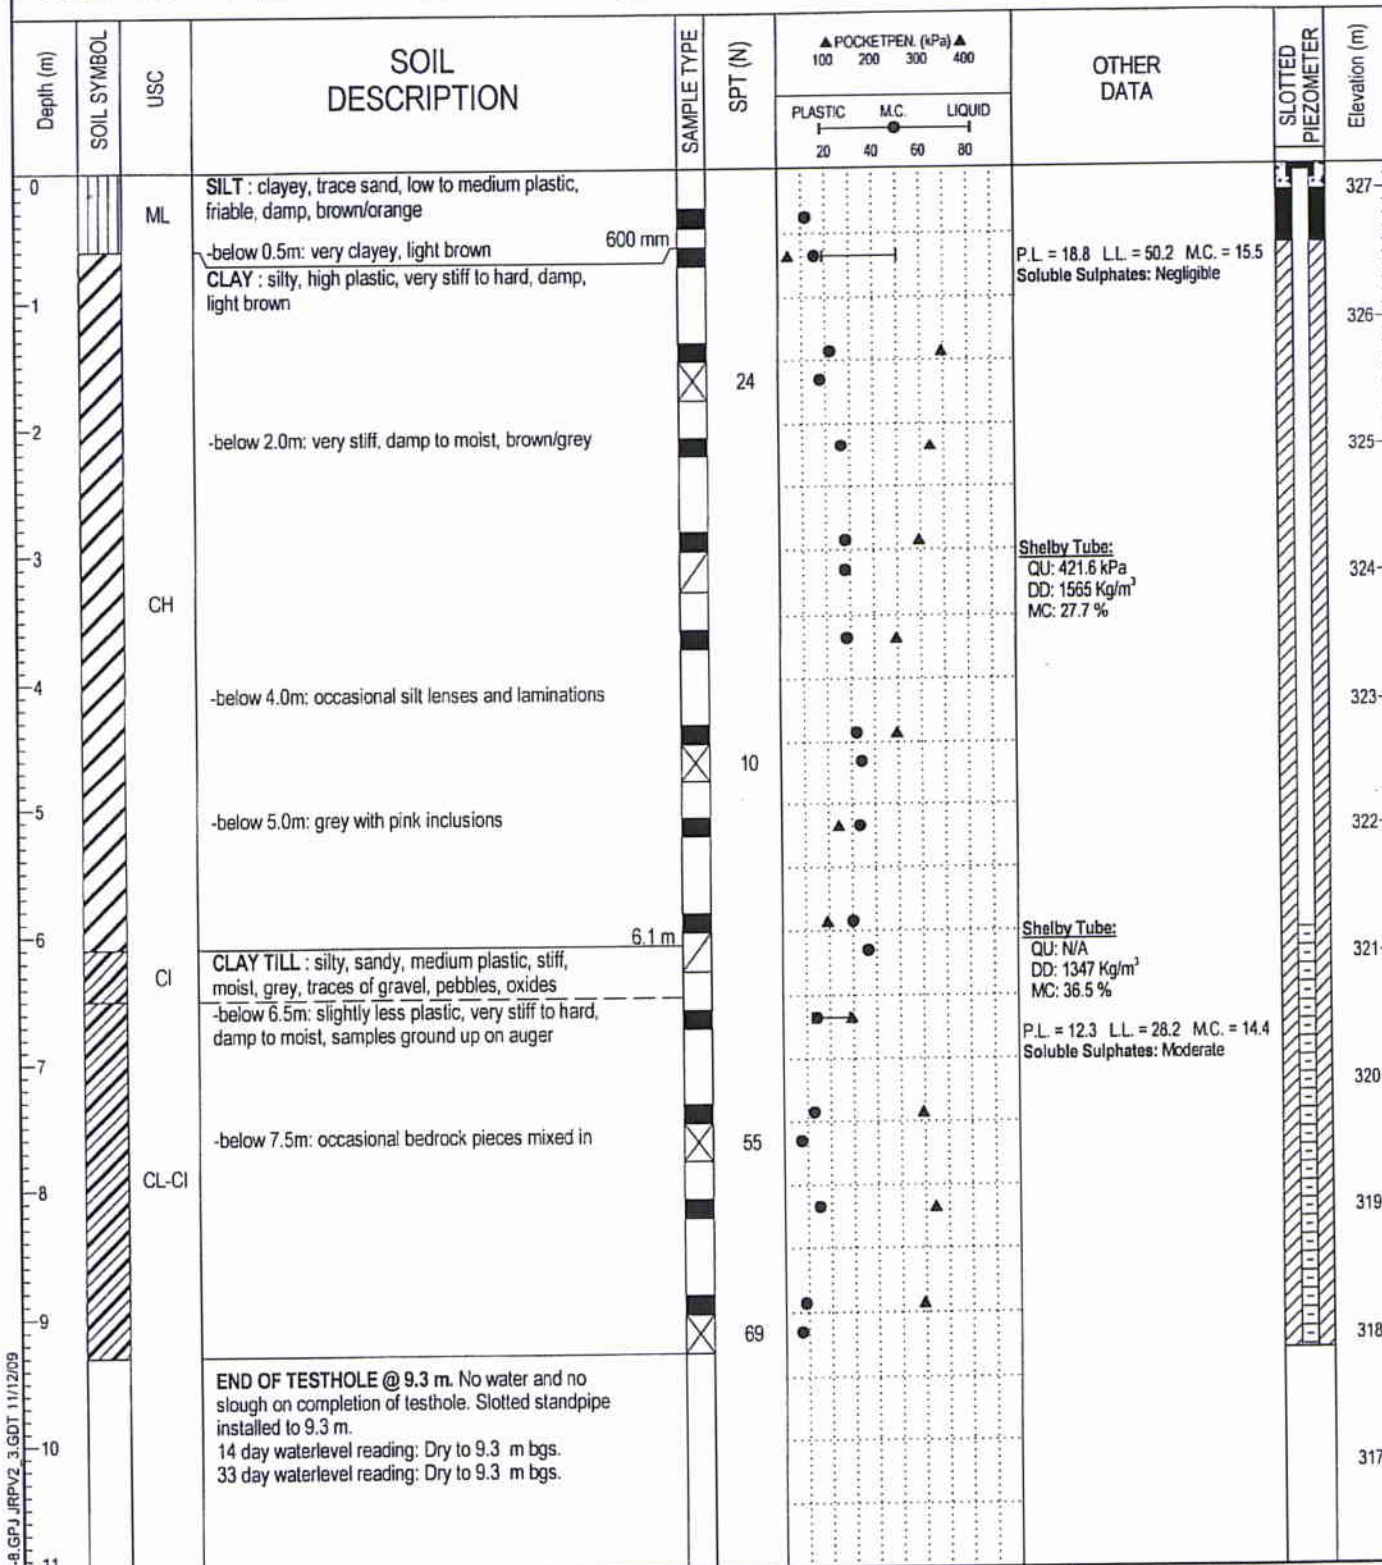 Depth (m)
SOIL SYMBOL
USC
SOIL
DESCRIPTION
SAMPLE TYPE
SPT (N)
▲ POCKETPEN. (kPa) ▲
100 200 300 400
PLASTIC M.C. LIQUID
20 40 60 80
OTHER
DATA
SLOTTED
PIEZOMETER
Elevation (m)
0
ML
SILT : clayey, trace sand, low to medium plastic,
friable, damp, brown/orange
327
-below 0.5m: very clayey, light brown
600 mm
P.L. = 18.8 L.L. = 50.2 M.C. = 15.5
Soluble Sulphates: Negligible
CLAY : silty, high plastic, very stiff to hard, damp,
light brown
1
326
24
2
-below 2.0m: very stiff, damp to moist, brown/grey
325
3
Shelby Tube:
QU: 421.6 kPa
DD: 1565 Kg/m³
MC: 27.7 %
324
CH
4
-below 4.0m: occasional silt lenses and laminations
323
10
5
-below 5.0m: grey with pink inclusions
322
6
6.1 m
Shelby Tube:
QU: N/A
DD: 1347 Kg/m³
MC: 36.5 %
321
CI
CLAY TILL : silty, sandy, medium plastic, stiff,
moist, grey, traces of gravel, pebbles, oxides
-below 6.5m: slightly less plastic, very stiff to hard,
damp to moist, samples ground up on auger
P.L. = 12.3 L.L. = 28.2 M.C. = 14.4
Soluble Sulphates: Moderate
7
320
-below 7.5m: occasional bedrock pieces mixed in
55
CL-CI
8
319
9
69
318
END OF TESTHOLE @ 9.3 m. No water and no
slough on completion of testhole. Slotted standpipe
installed to 9.3 m.
14 day waterlevel reading: Dry to 9.3 m bgs.
33 day waterlevel reading: Dry to 9.3 m bgs.
10
317
11
-8.GPJ JRPV2_3.GDT 11/12/09